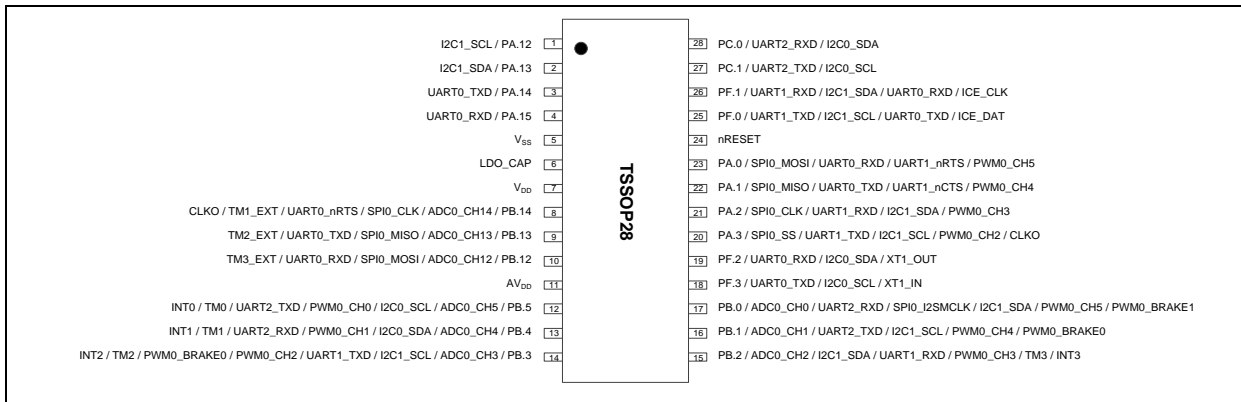 I2C1_SCL / PA.12 1
I2C1_SDA / PA.13 2
UART0_TXD / PA.14 3
UART0_RXD / PA.15 4
VSS 5
LDO_CAP 6
VDD 7
CLKO / TM1_EXT / UART0_nRTS / SPI0_CLK / ADC0_CH14 / PB.14 8
TM2_EXT / UART0_TXD / SPI0_MISO / ADC0_CH13 / PB.13 9
TM3_EXT / UART0_RXD / SPI0_MOSI / ADC0_CH12 / PB.12 10
AVDD 11
INT0 / TM0 / UART2_TXD / PWM0_CH0 / I2C0_SCL / ADC0_CH5 / PB.5 12
INT1 / TM1 / UART2_RXD / PWM0_CH1 / I2C0_SDA / ADC0_CH4 / PB.4 13
INT2 / TM2 / PWM0_BRAKE0 / PWM0_CH2 / UART1_TXD / I2C1_SCL / ADC0_CH3 / PB.3 14
TSSOP28
28 PC.0 / UART2_RXD / I2C0_SDA
27 PC.1 / UART2_TXD / I2C0_SCL
26 PF.1 / UART1_RXD / I2C1_SDA / UART0_RXD / ICE_CLK
25 PF.0 / UART1_TXD / I2C1_SCL / UART0_TXD / ICE_DAT
24 nRESET
23 PA.0 / SPI0_MOSI / UART0_RXD / UART1_nRTS / PWM0_CH5
22 PA.1 / SPI0_MISO / UART0_TXD / UART1_nCTS / PWM0_CH4
21 PA.2 / SPI0_CLK / UART1_RXD / I2C1_SDA / PWM0_CH3
20 PA.3 / SPI0_SS / UART1_TXD / I2C1_SCL / PWM0_CH2 / CLKO
19 PF.2 / UART0_RXD / I2C0_SDA / XT1_OUT
18 PF.3 / UART0_TXD / I2C0_SCL / XT1_IN
17 PB.0 / ADC0_CH0 / UART2_RXD / SPI0_I2SMCLK / I2C1_SDA / PWM0_CH5 / PWM0_BRAKE1
16 PB.1 / ADC0_CH1 / UART2_TXD / I2C1_SCL / PWM0_CH4 / PWM0_BRAKE0
15 PB.2 / ADC0_CH2 / I2C1_SDA / UART1_RXD / PWM0_CH3 / TM3 / INT3